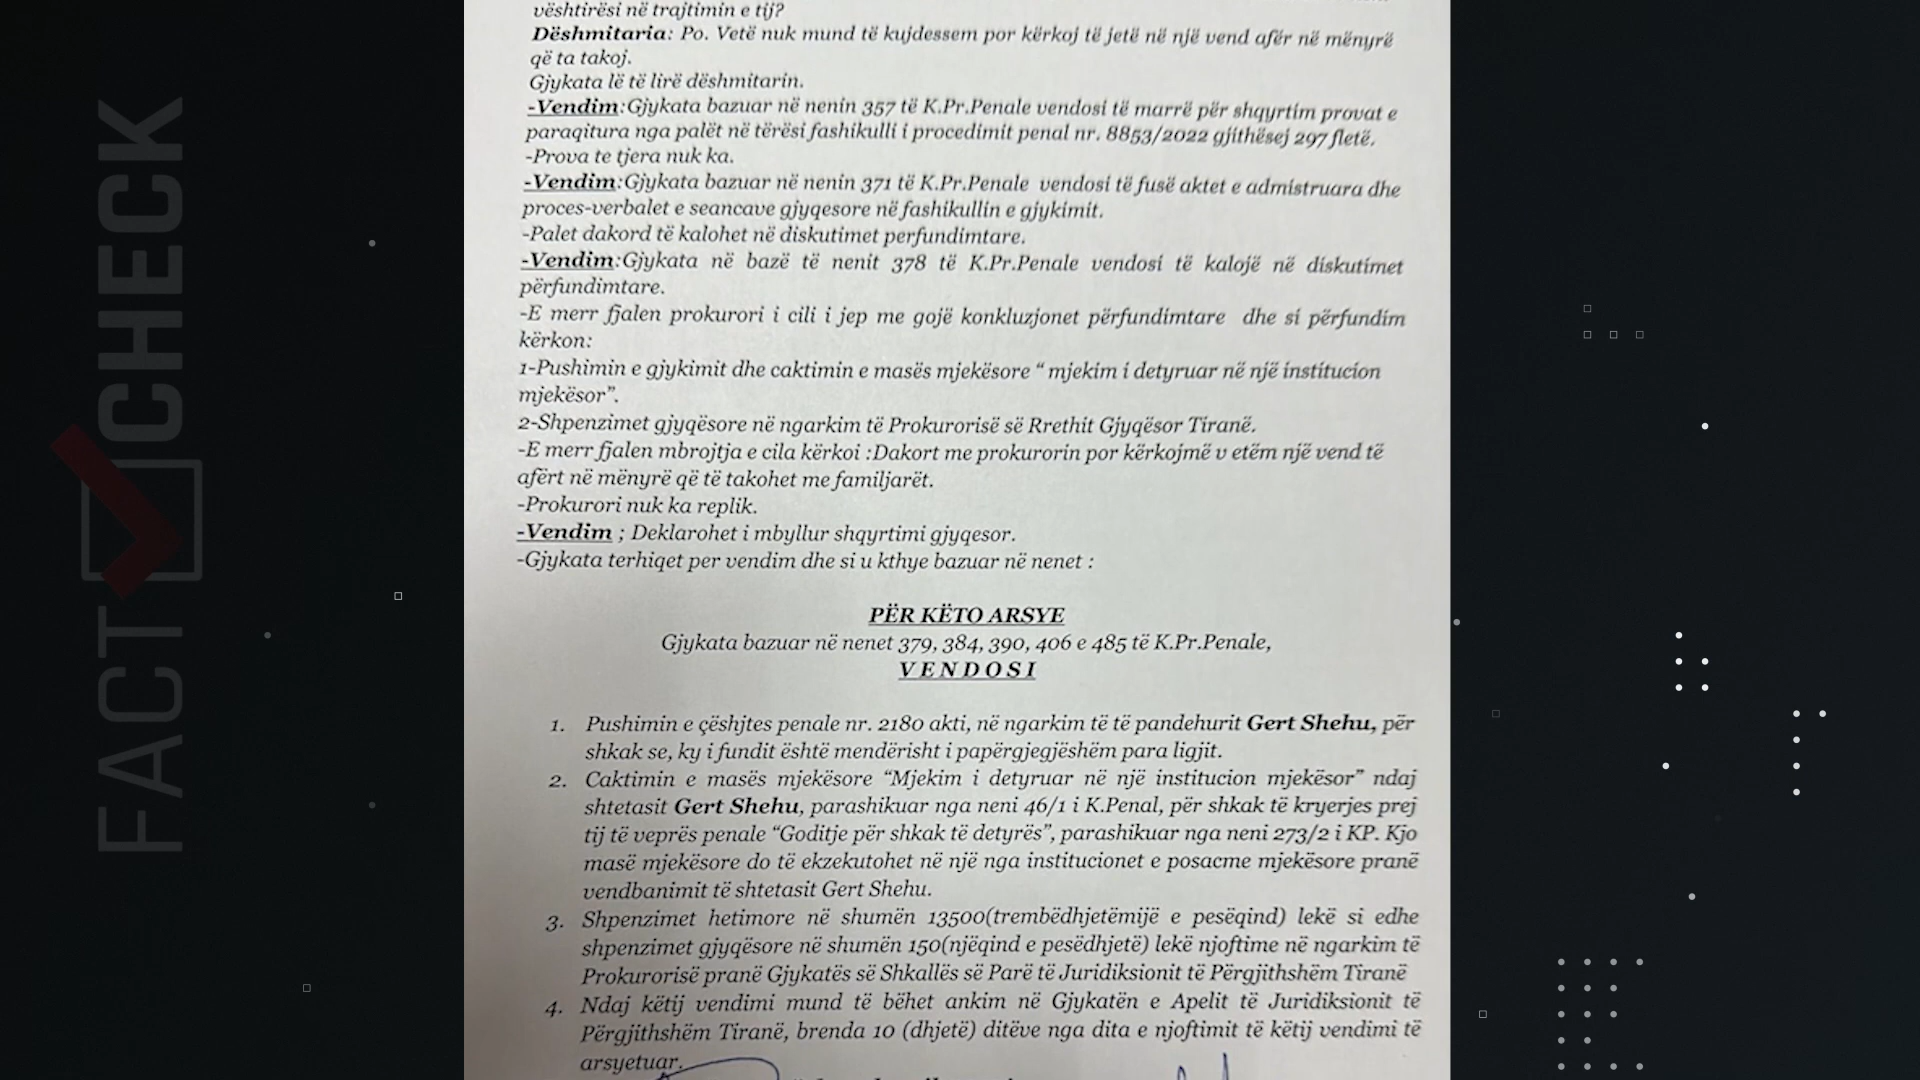 vështirësi në trajtimin e tij?
Dëshmitaria: Po. Vetë nuk mund të kujdessem por kërkoj të jetë në një vend afër në mënyrë
që ta takoj.
Gjykata lë të lirë dëshmitarin.
-Vendim:Gjykata bazuar në nenin 357 të K.Pr.Penale vendosi të marrë për shqyrtim provat e
paraqitura nga palët në tërësi fashikulli i procedimit penal nr. 8853/2022 gjithësej 297 fletë.
-Prova te tjera nuk ka.
-Vendim:Gjykata bazuar në nenin 371 të K.Pr.Penale vendosi të fusë aktet e admistruara dhe
proces-verbalet e seancave gjyqesore në fashikullin e gjykimit.
-Palet dakord të kalohet në diskutimet perfundimtare.
-Vendim:Gjykata në bazë të nenit 378 të K.Pr.Penale vendosi të kalojë në diskutimet
përfundimtare.
-E merr fjalen prokurori i cili i jep me gojë konkluzjonet përfundimtare dhe si përfundim
kërkon:
1-Pushimin e gjykimit dhe caktimin e masës mjekësore “ mjekim i detyruar në një institucion
mjekësor”.
2-Shpenzimet gjyqësore në ngarkim të Prokurorisë së Rrethit Gjyqësor Tiranë.
-E merr fjalen mbrojtja e cila kërkoi :Dakort me prokurorin por kërkojmë v etëm një vend të
afërt në mënyrë që të takohet me familjarët.
-Prokurori nuk ka replik.
-Vendim ; Deklarohet i mbyllur shqyrtimi gjyqesor.
-Gjykata terhiqet per vendim dhe si u kthye bazuar në nenet :
PËR KËTO ARSYE
Gjykata bazuar në nenet 379, 384, 390, 406 e 485 të K.Pr.Penale,
V E N D O S I
1. Pushimin e çështjes penale nr. 2180 akti, në ngarkim të të pandehurit Gert Shehu, për
shkak se, ky i fundit është mendërisht i papërgjegjëshëm para ligjit.
2. Caktimin e masës mjekësore “Mjekim i detyruar në një institucion mjekësor” ndaj
shtetasit Gert Shehu, parashikuar nga neni 46/1 i K.Penal, për shkak të kryerjes prej
tij të veprës penale “Goditje për shkak të detyrës”, parashikuar nga neni 273/2 i KP. Kjo
masë mjekësore do të ekzekutohet në një nga institucionet e posacme mjekësore pranë
vendbanimit të shtetasit Gert Shehu.
3. Shpenzimet hetimore në shumën 13500(trembëdhjetëmijë e pesëqind) lekë si edhe
shpenzimet gjyqësore në shumën 150(njëqind e pesëdhjetë) lekë njoftime në ngarkim të
Prokurorisë pranë Gjykatës së Shkallës së Parë të Juridiksionit të Përgjithshëm Tiranë
4. Ndaj këtij vendimi mund të bëhet ankim në Gjykatën e Apelit të Juridiksionit të
Përgjithshëm Tiranë, brenda 10 (dhjetë) ditëve nga dita e njoftimit të këtij vendimi të
arsyetuar.
FACT CHECK